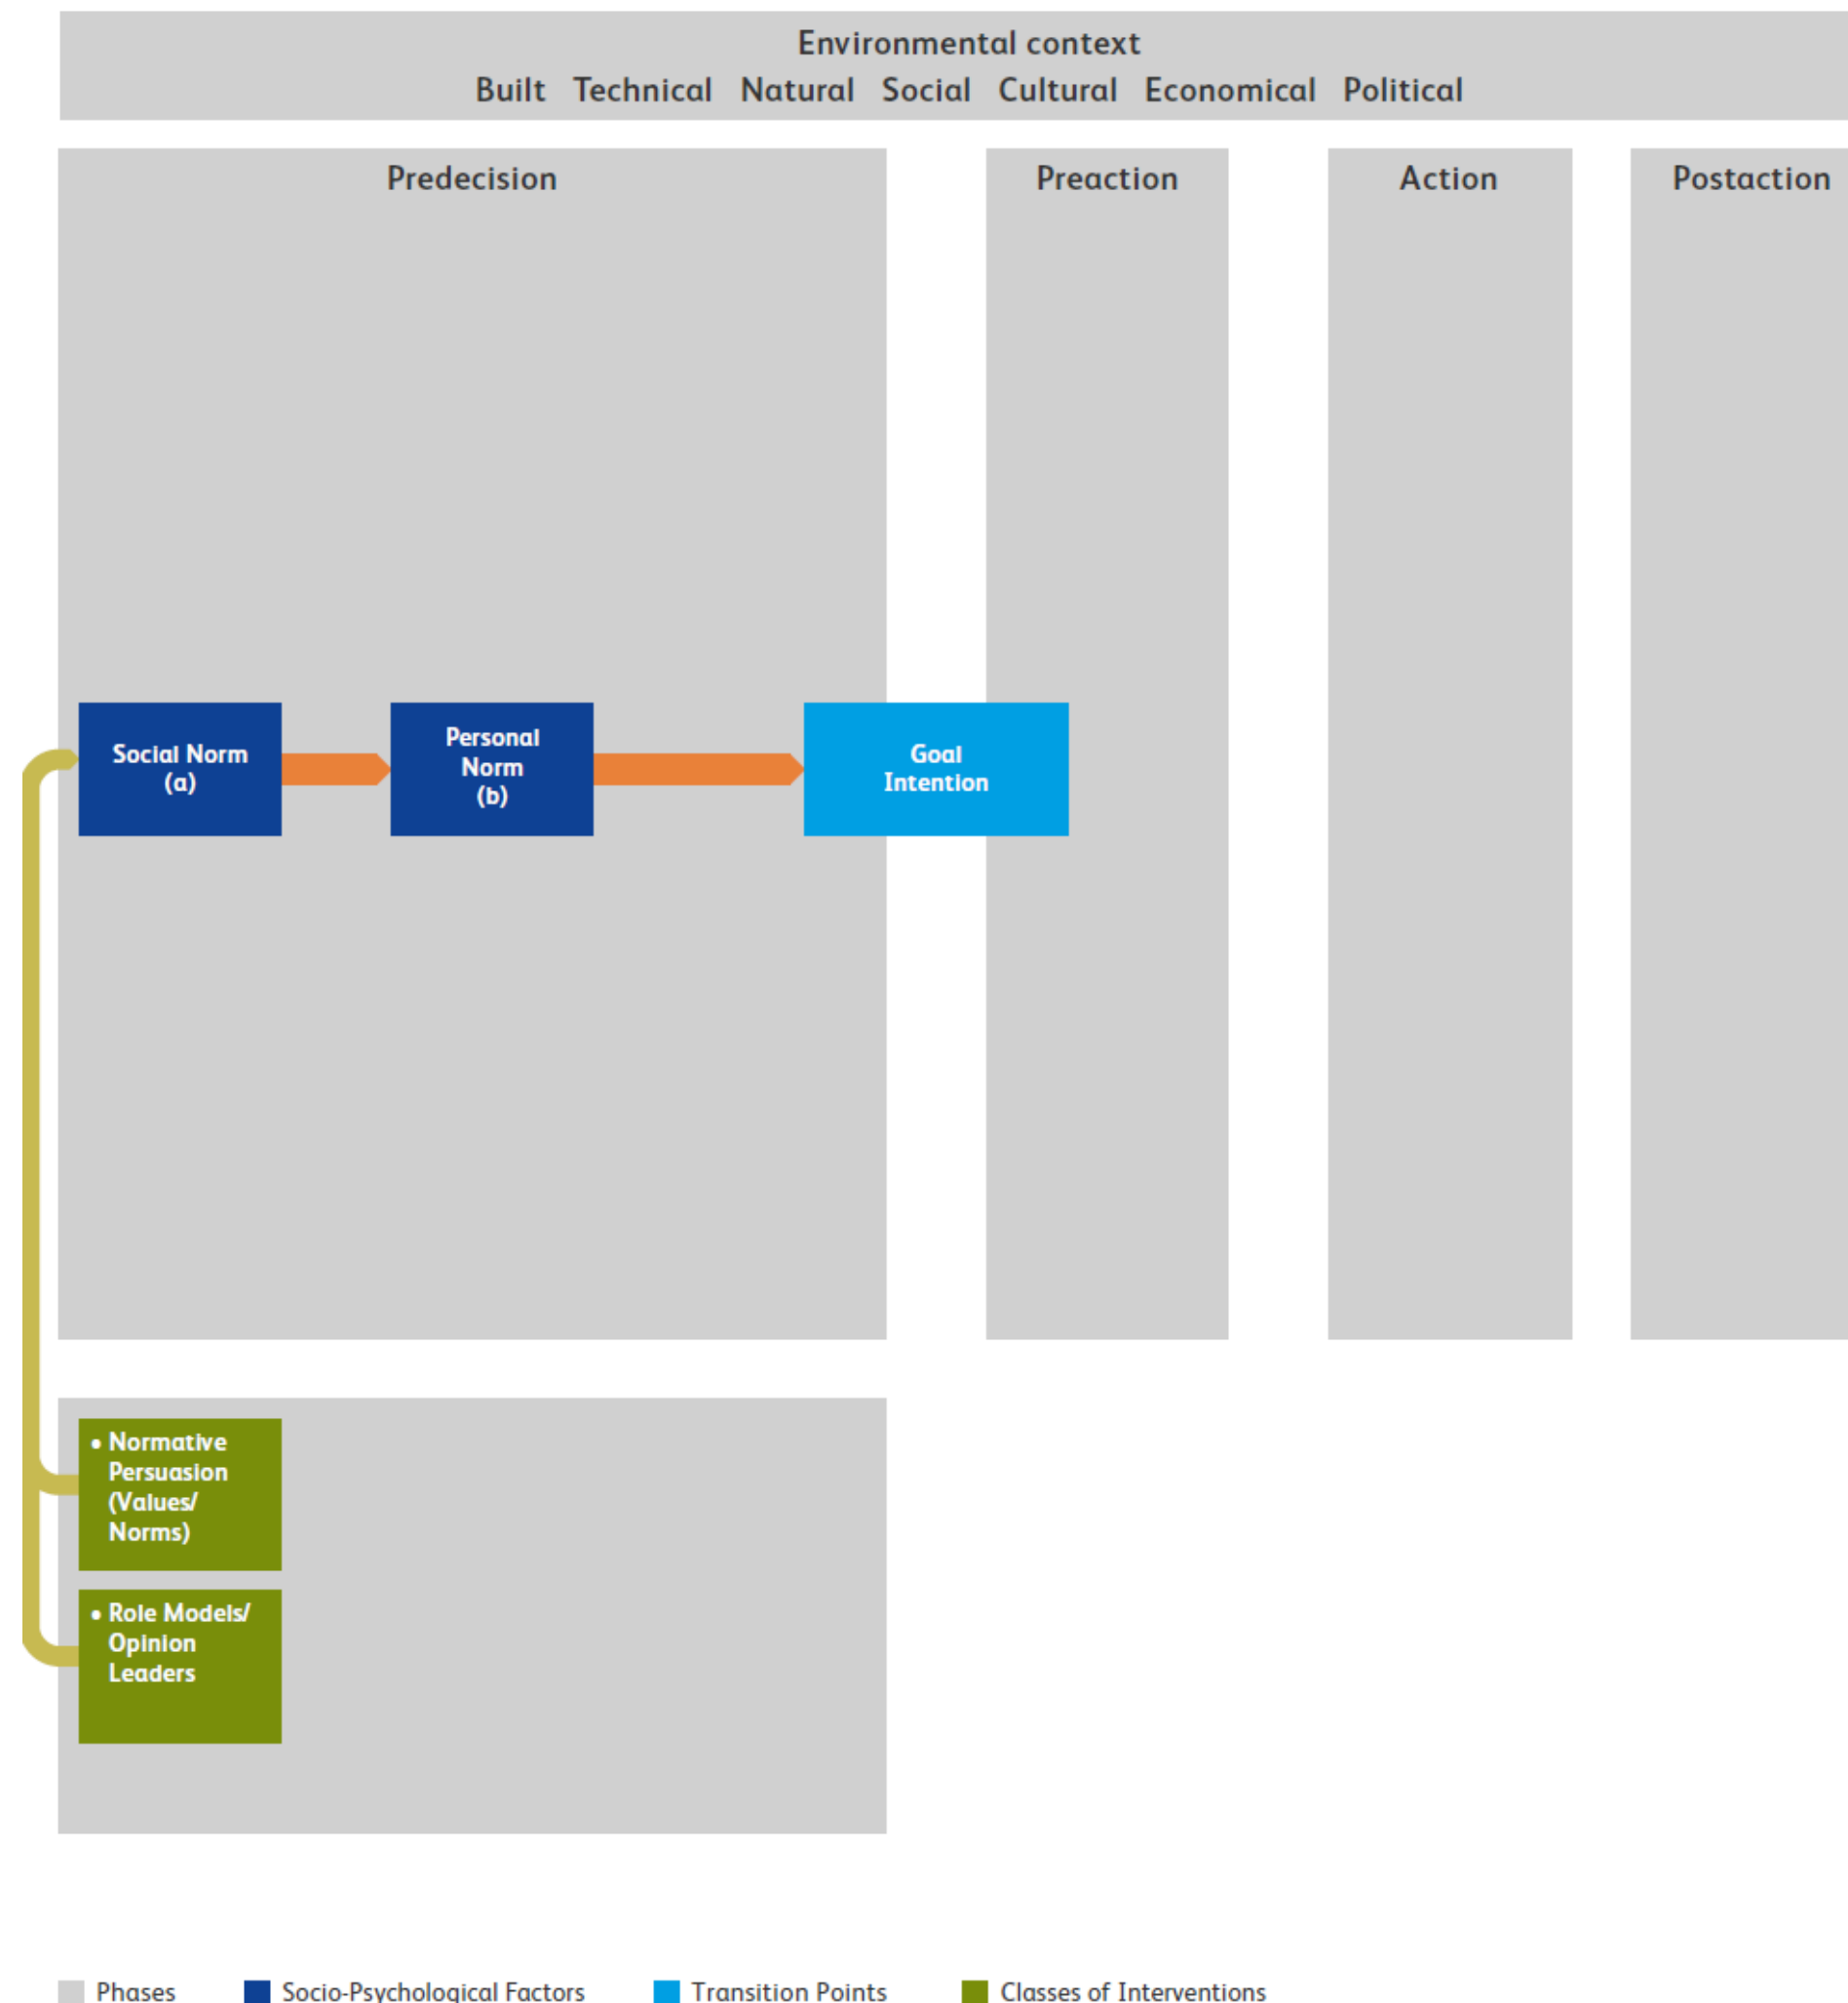 Environmental context
Built Technical Natural Social Cultural Economical Political
Predecision
Preaction
Action
Postaction
Social Norm
(a)
Personal
Norm
(b)
Goal
Intention
• Normative
Persuasion
(Values/
Norms)
• Role Models/
Opinion
Leaders
Phases
Socio-Psychological Factors
Transition Points
Classes of Interventions